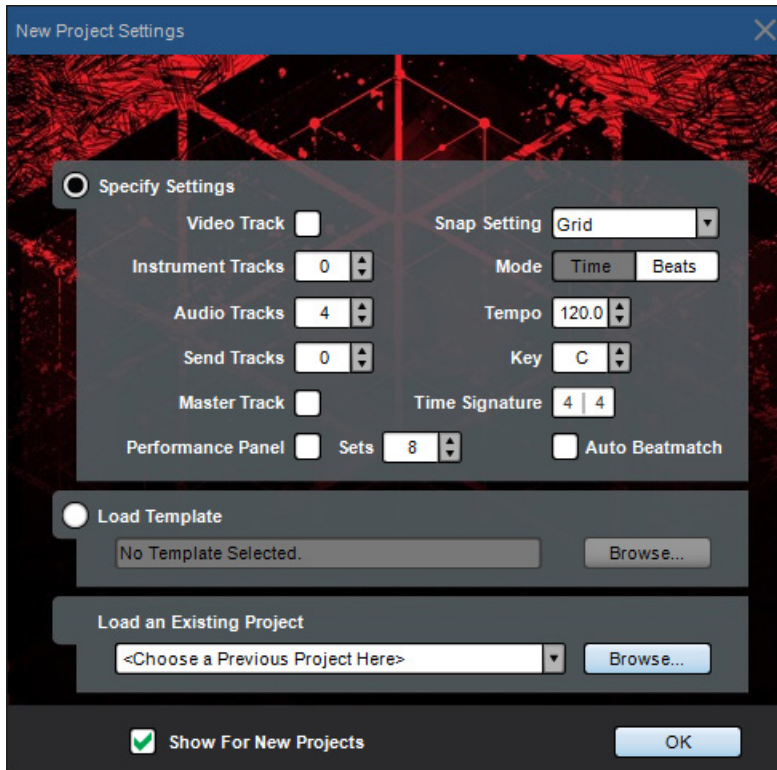 New Project Settings
Specify Settings
Video Track Snap Setting Grid
Instrument Tracks 0 Mode Time Beats
Audio Tracks 4 Tempo 120.0
Send Tracks 0 Key C
Master Track Time Signature 4 | 4
Performance Panel Sets 8 Auto Beatmatch
Load Template
No Template Selected. Browse...
Load an Existing Project
<Choose a Previous Project Here> Browse...
Show For New Projects OK